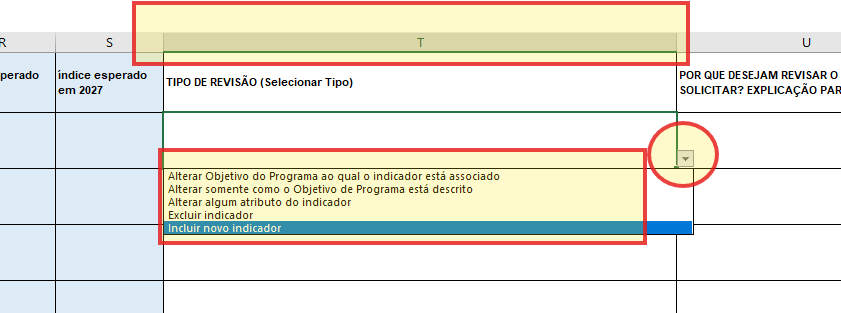 R S T U
perado
índice esperado
em 2027
TIPO DE REVISÃO (Selecionar Tipo)
POR QUE DESEJAM REVISAR O
SOLICITAR? EXPLICAÇÃO PAR
Alterar Objetivo do Programa ao qual o indicador está associado
Alterar somente como o Objetivo de Programa está descrito
Alterar algum atributo do indicador
Excluir indicador
Incluir novo indicador